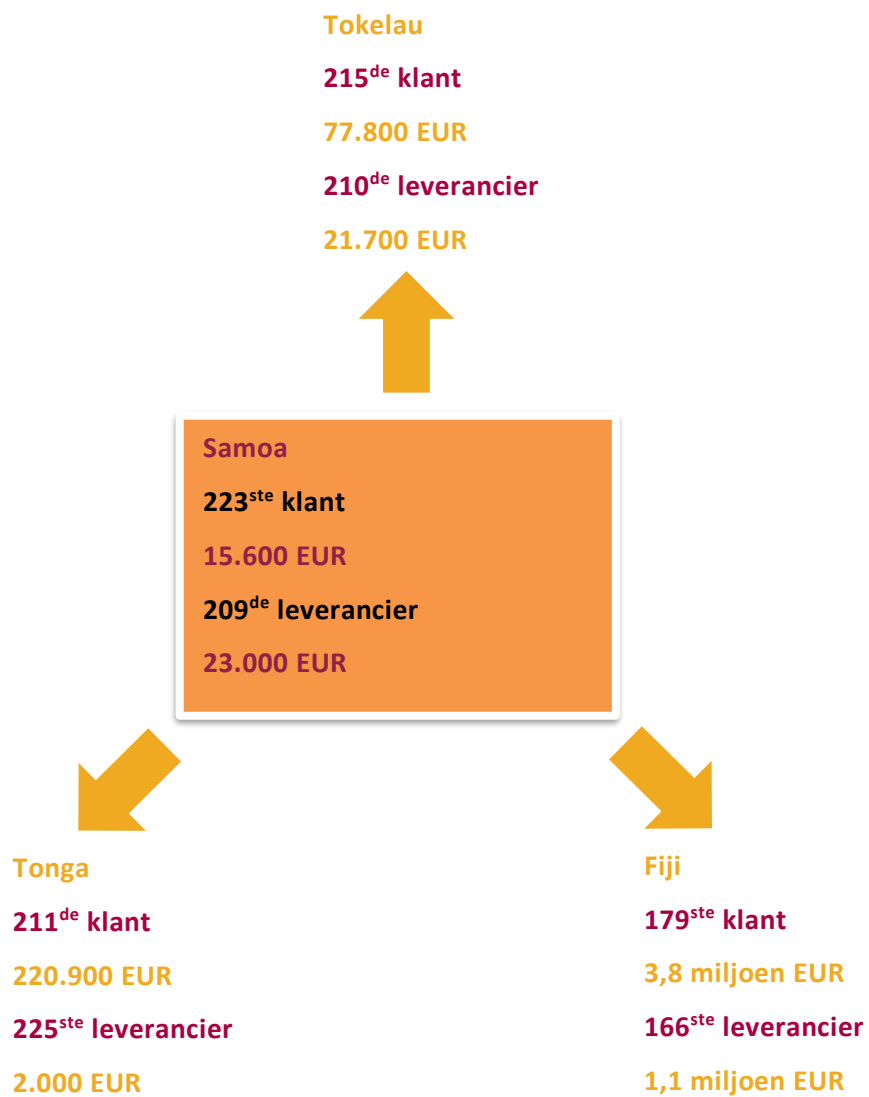 Tokelau
215de klant
77.800 EUR
210de leverancier
21.700 EUR
Samoa
223ste klant
15.600 EUR
209de leverancier
23.000 EUR
Tonga
211de klant
220.900 EUR
225ste leverancier
2.000 EUR
Fiji
179ste klant
3,8 miljoen EUR
166ste leverancier
1,1 miljoen EUR